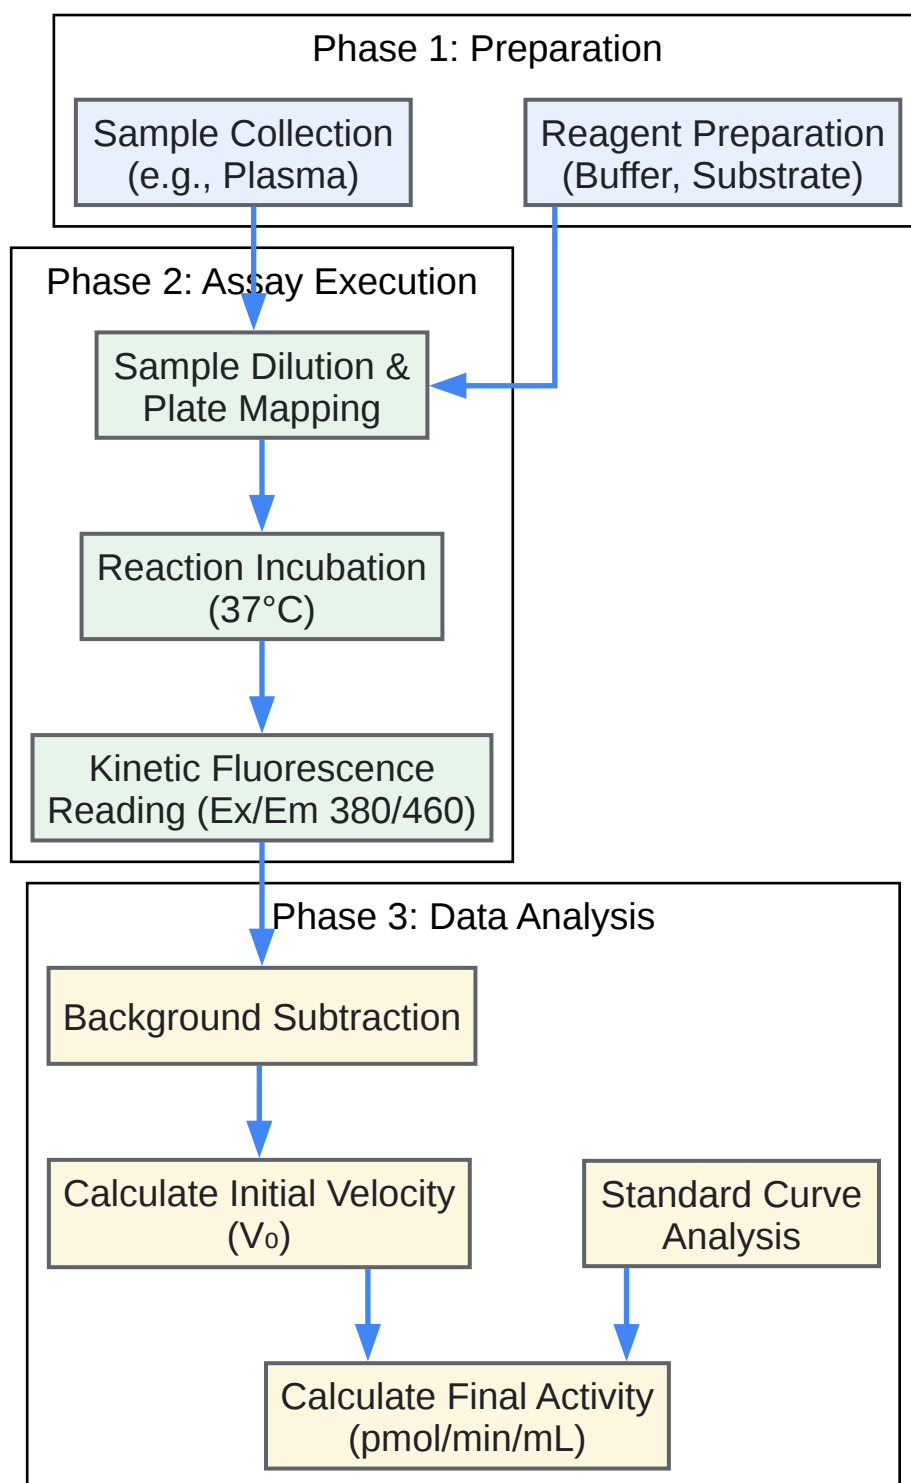 Phase 1: Preparation
Sample Collection
(e.g., Plasma)
Reagent Preparation
(Buffer, Substrate)
Phase 2: Assay Execution
Sample Dilution &
Plate Mapping
Reaction Incubation
(37°C)
Kinetic Fluorescence
Reading (Ex/Em 380/460)
Phase 3: Data Analysis
Background Subtraction
Calculate Initial Velocity
(V₀)
Standard Curve
Analysis
Calculate Final Activity
(pmol/min/mL)